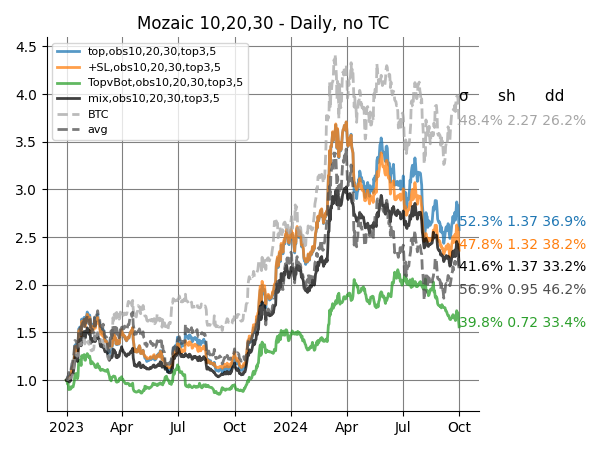 Mozaic 10,20,30 - Daily, no TC
top,obs10,20,30,top3,5
+SL,obs10,20,30,top3,5
TopvBot,obs10,20,30,top3,5
mix,obs10,20,30,top3,5
BTC
avg
4.5
4.0
3.5
3.0
2.5
2.0
1.5
1.0
σ sh dd
48.4% 2.27 26.2%
52.3% 1.37 36.9%
47.8% 1.32 38.2%
41.6% 1.37 33.2%
56.9% 0.95 46.2%
39.8% 0.72 33.4%
2023 Apr Jul Oct 2024 Apr Jul Oct